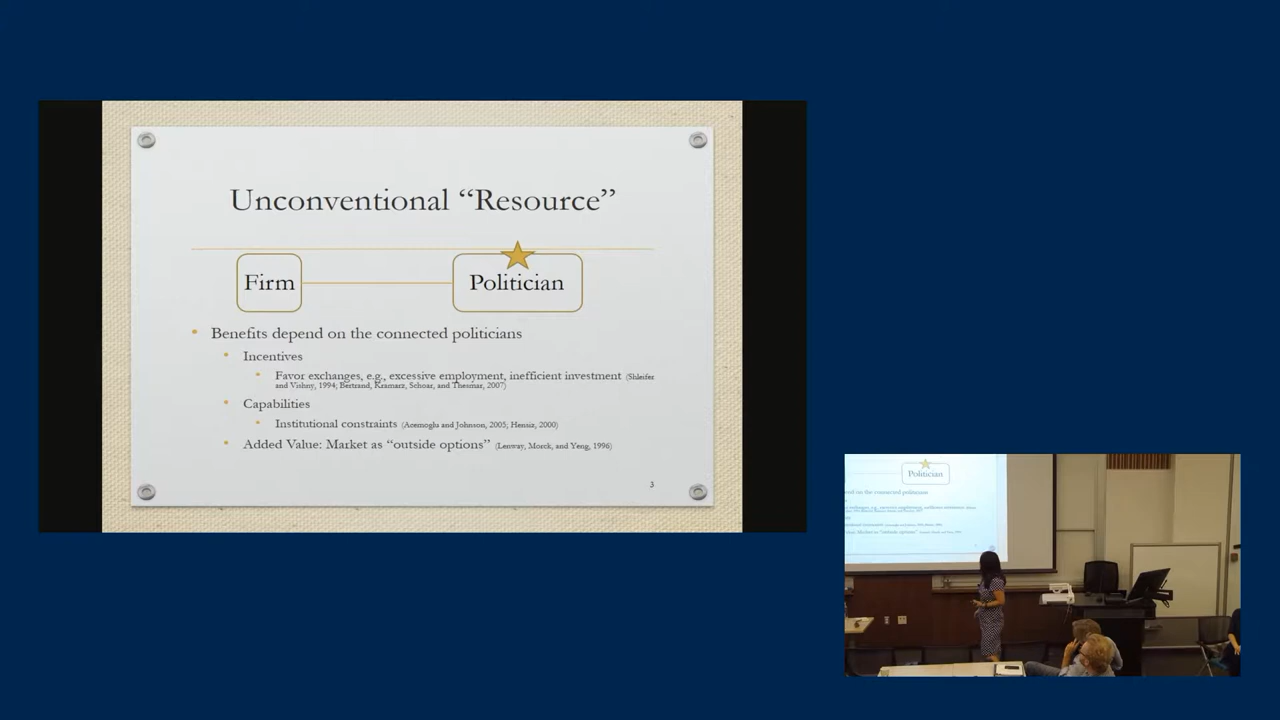 Unconventional “Resource”
Firm
Politician
• Benefits depend on the connected politicians
• Incentives
• Favor exchanges, e.g., excessive employment, inefficient investment (Shleifer
and Vishny, 1994; Bertrand, Kramarz, Schoar, and Thesmar, 2007)
• Capabilities
• Institutional constraints (Acemoglu and Johnson, 2005; Henisz, 2000)
• Added Value: Market as “outside options” (Lenway, Morck, and Yeung, 1996)
3
Politician